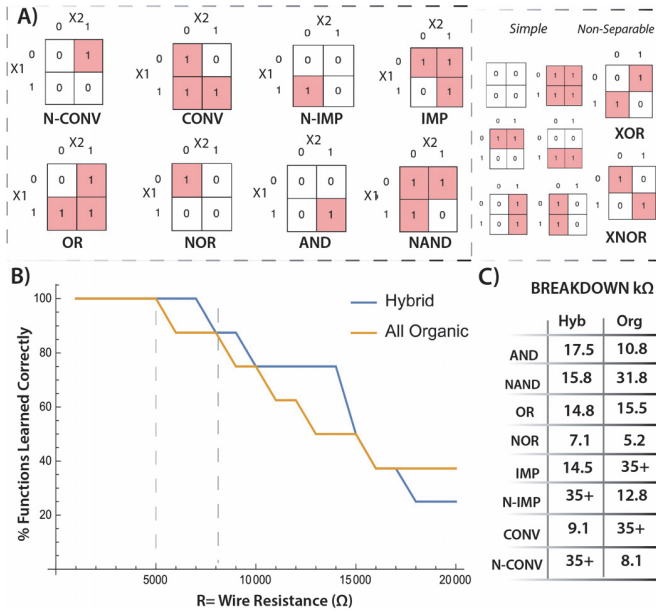 A)
X2
0 1
X1
0 0 1
1 0 0
N-CONV
X2
0 1
0 1 0
1 1 1
CONV
X2
0 1
X1
0 0 0
1 1 0
N-IMP
X2
0 1
X1
0 1 1
1 0 1
IMP
X2
0 1
X1
0 0 1
1 1 1
OR
X2
0 1
X1
0 1 0
1 0 0
NOR
X2
0 1
X1
0 0 0
1 0 1
AND
X2
0 1
X1
0 1 1
1 1 0
NAND
Simple
0 1
0 0 0
1 0 0
0 1
0 1 1
1 1 1
0 1
0 1 1
1 0 0
0 1
0 0 0
1 1 1
0 1
0 0 1
1 0 1
0 1
0 1 0
1 1 0
Non-Separable
0 1
0 0 1
1 1 0
XOR
0 1
0 1 0
1 0 1
XNOR
B)
% Functions Learned Correctly
100
80
60
40
20
5000 10000 15000 20000
R= Wire Resistance (Ω)
Hybrid
All Organic
C)
BREAKDOWN kΩ
Hyb Org
AND 17.5 10.8
NAND 15.8 31.8
OR 14.8 15.5
NOR 7.1 5.2
IMP 14.5 35+
N-IMP 35+ 12.8
CONV 9.1 35+
N-CONV 35+ 8.1